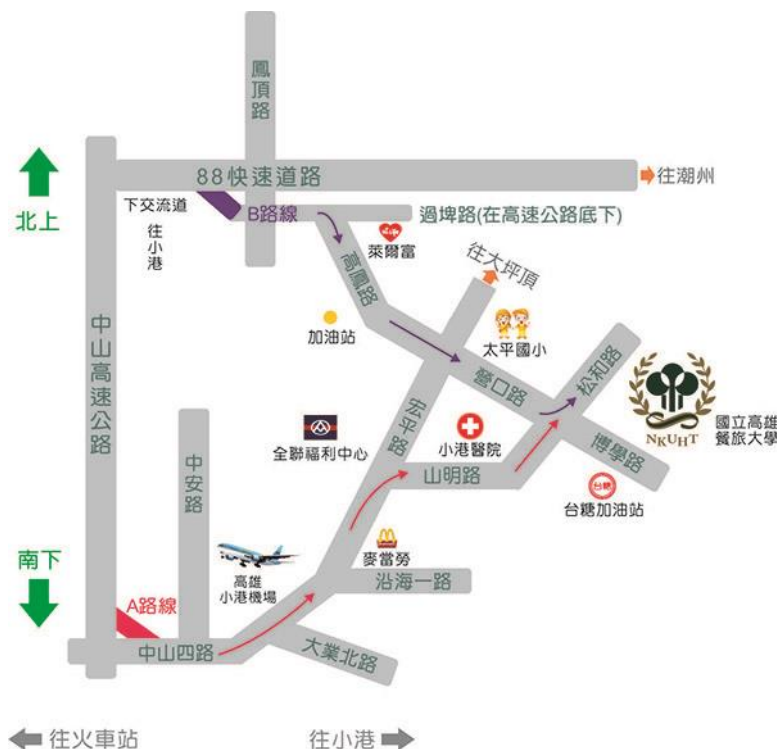 鳳頂路
88快速道路
往潮州
北上
下交流道
往小港
B路線
過埤路(在高速公路底下)
萊爾富
高鳳路
往大坪頂
加油站
太平國小
中山高速公路
營口路
松和路
NKUHT
國立高雄
餐旅大學
宏平路
全聯福利中心
小港醫院
博學路
中安路
山明路
台糖
台糖加油站
南下
麥當勞
高雄
小港機場
沿海一路
A路線
中山四路
大業北路
往火車站
往小港